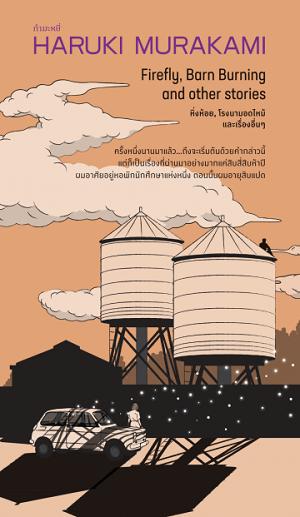 กำมะหยี่
HARUKI MURAKAMI
Firefly, Barn Burning
and other stories
หิ่งห้อย, โรงนามอดไหม้
และเรื่องอื่นๆ
ครั้งหนึ่งนานมาแล้ว...ถึงจะเริ่มต้นด้วยคำกล่าวนี้
แต่ก็เป็นเรื่องที่ผ่านมาอย่างมากแค่สิบสี่สิบห้าปี
ผมอาศัยอยู่หอพักนักศึกษาแห่งหนึ่ง ตอนนั้นผมอายุสิบแปด